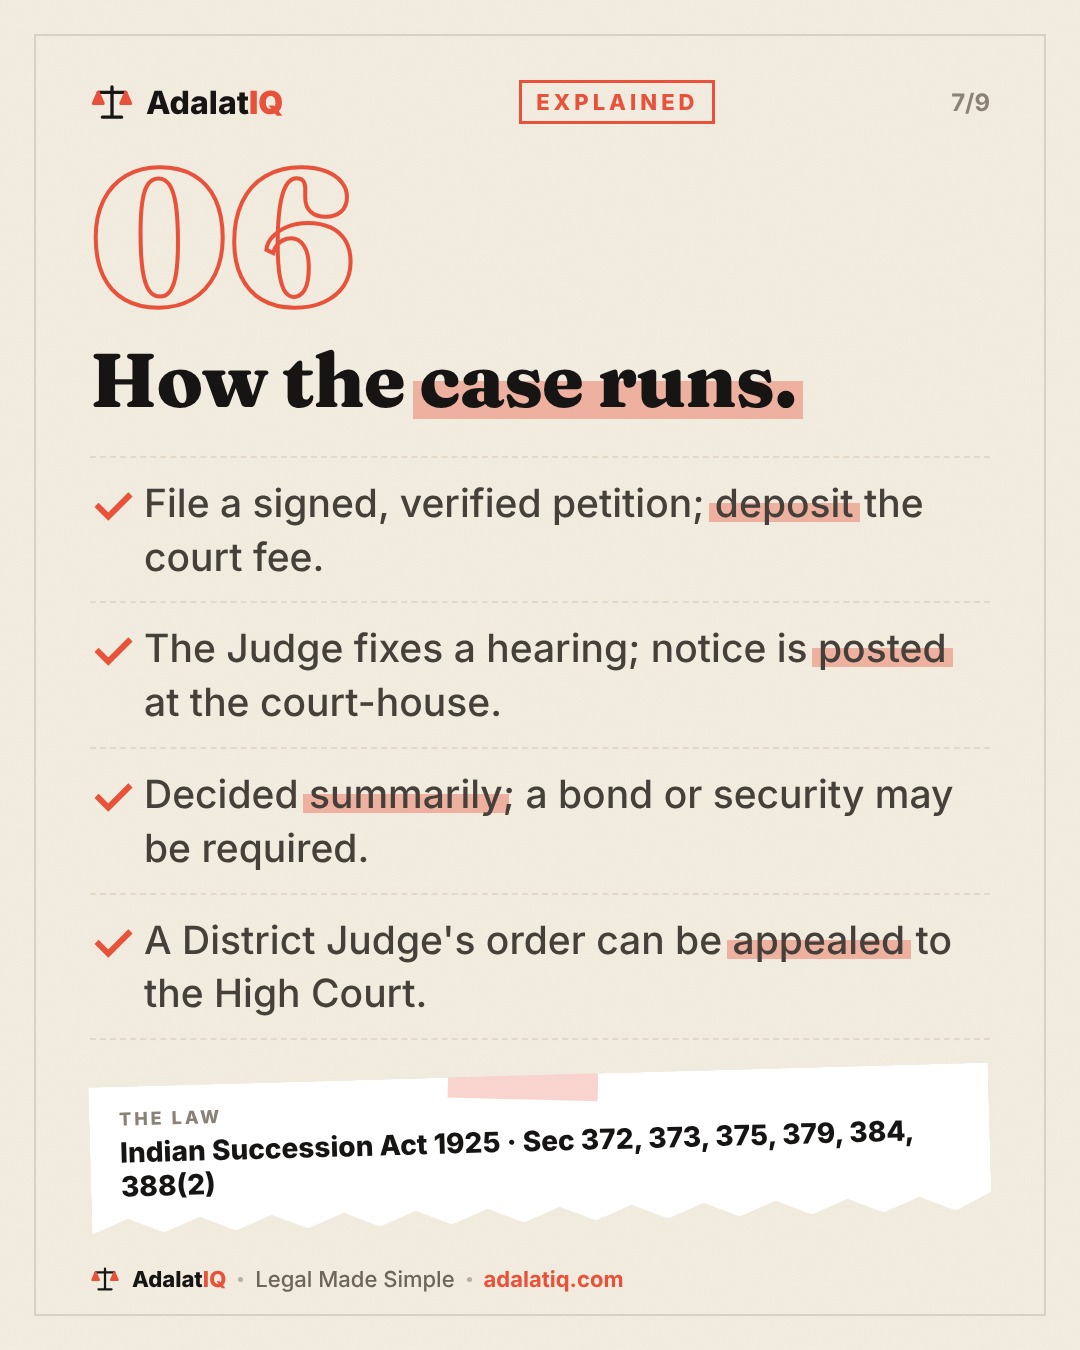 AdalatIQ
EXPLAINED
7/9
06
How the case runs.
File a signed, verified petition; deposit the
court fee.
The Judge fixes a hearing; notice is posted
at the court-house.
Decided summarily; a bond or security may
be required.
A District Judge's order can be appealed to
the High Court.
THE LAW
Indian Succession Act 1925 · Sec 372, 373, 375, 379, 384,
388(2)
AdalatIQ • Legal Made Simple • adalatiq.com